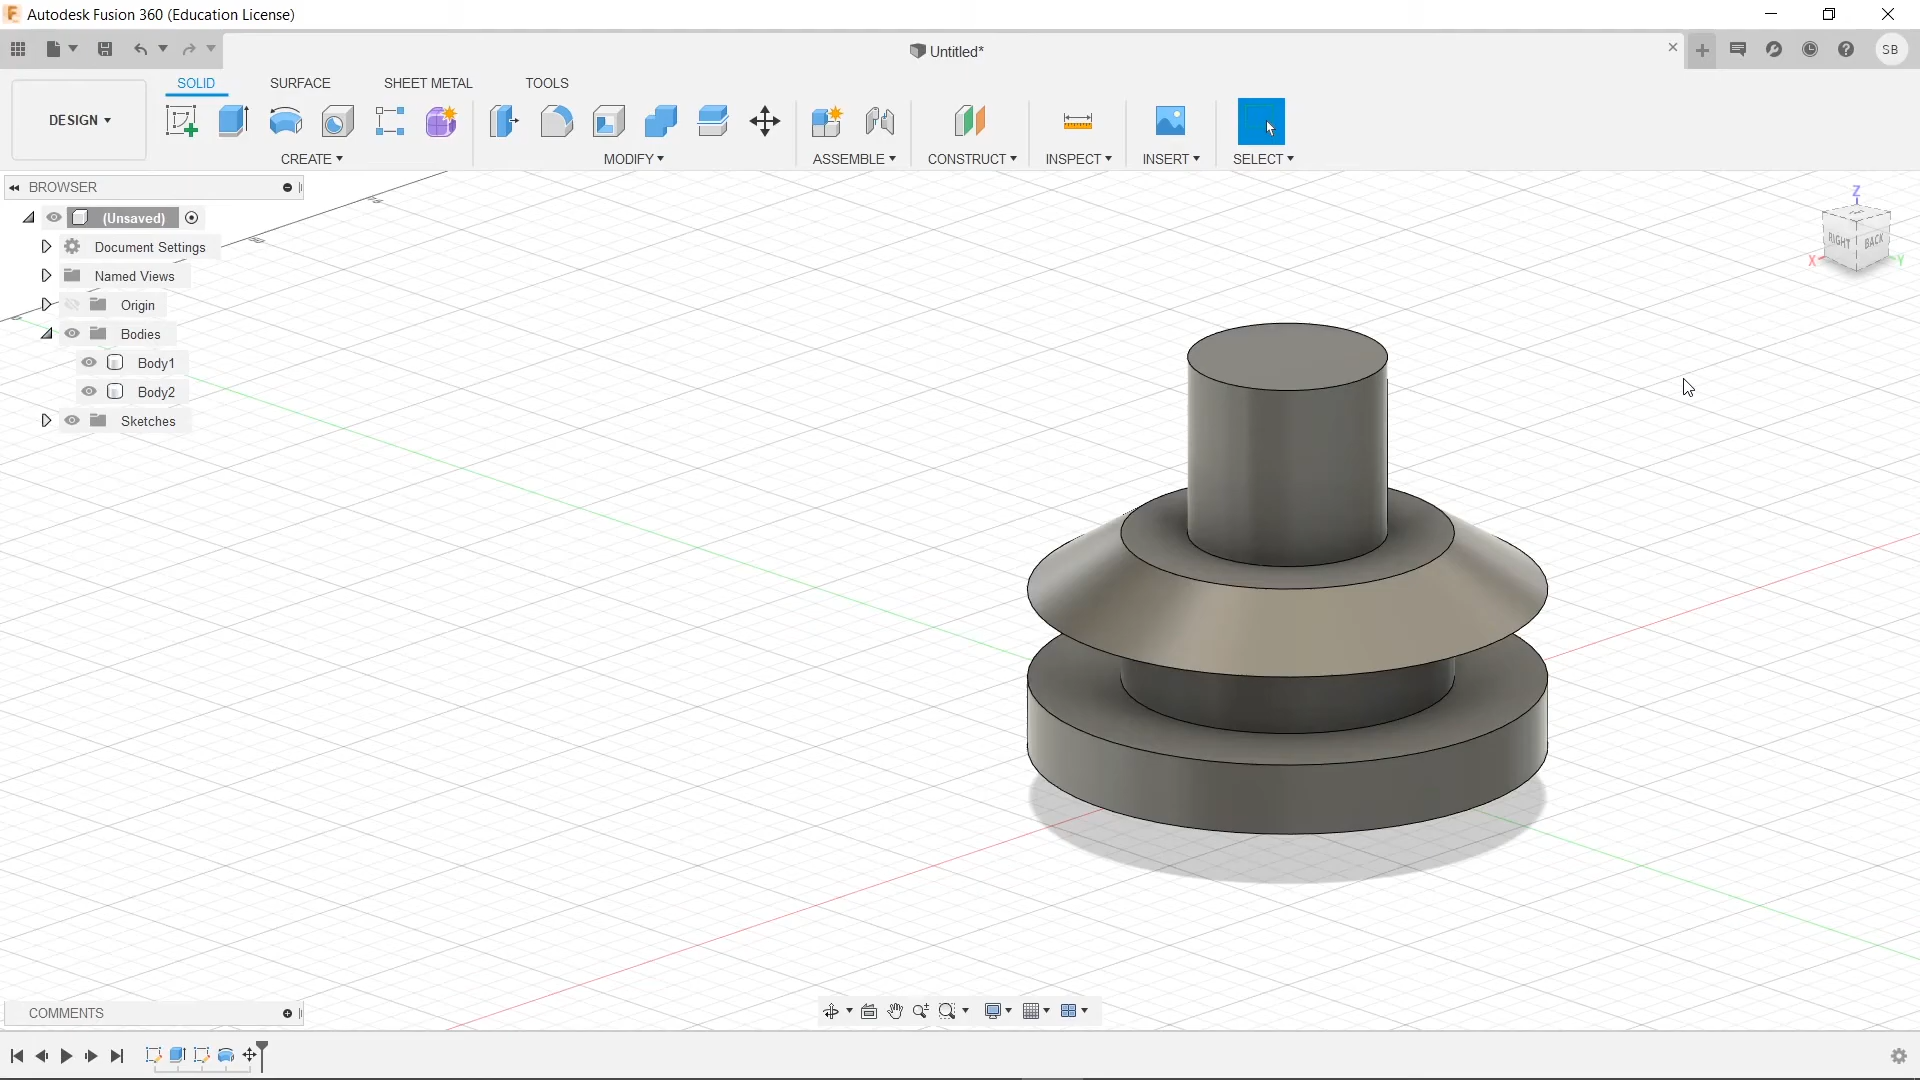 Autodesk Fusion 360 (Education License)
Untitled*
SB
SOLID
SURFACE
SHEET METAL
TOOLS
DESIGN
CREATE
MODIFY
ASSEMBLE
CONSTRUCT
INSPECT
INSERT
SELECT
BROWSER
(Unsaved)
Document Settings
Named Views
Origin
Bodies
Body1
Body2
Sketches
Z
RIGHT
BACK
X
Y
COMMENTS